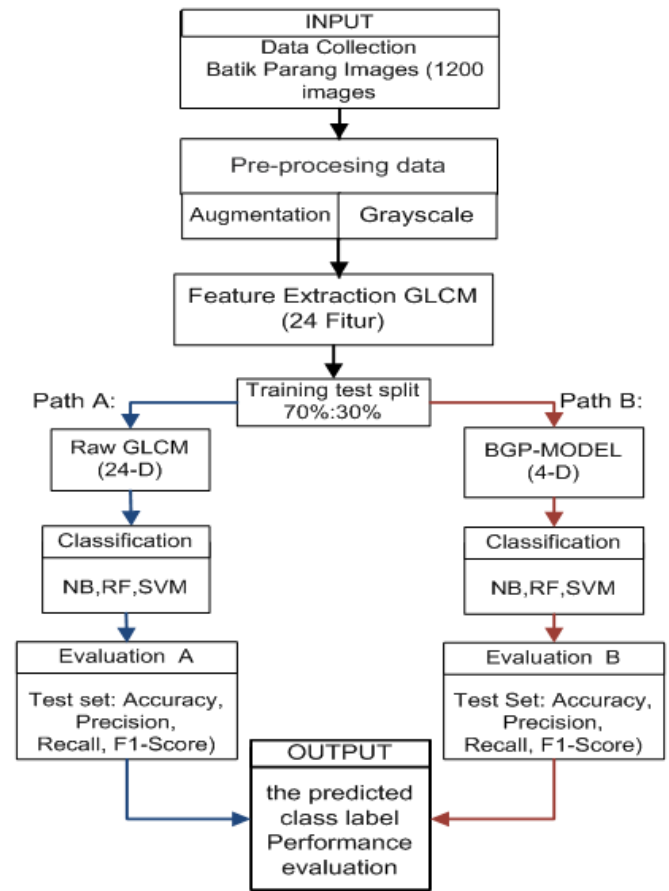 INPUT
Data Collection
Batik Parang Images (1200
images
Pre-procesing data
Augmentation
Grayscale
Feature Extraction GLCM
(24 Fitur)
Training test split
70%:30%
Path A:
Path B:
Raw GLCM
(24-D)
BGP-MODEL
(4-D)
Classification
NB,RF,SVM
Classification
NB,RF,SVM
Evaluation A
Test set: Accuracy,
Precision,
Recall, F1-Score)
Evaluation B
Test Set: Accuracy,
Precision,
Recall, F1-Score)
OUTPUT
the predicted
class label
Performance
evaluation